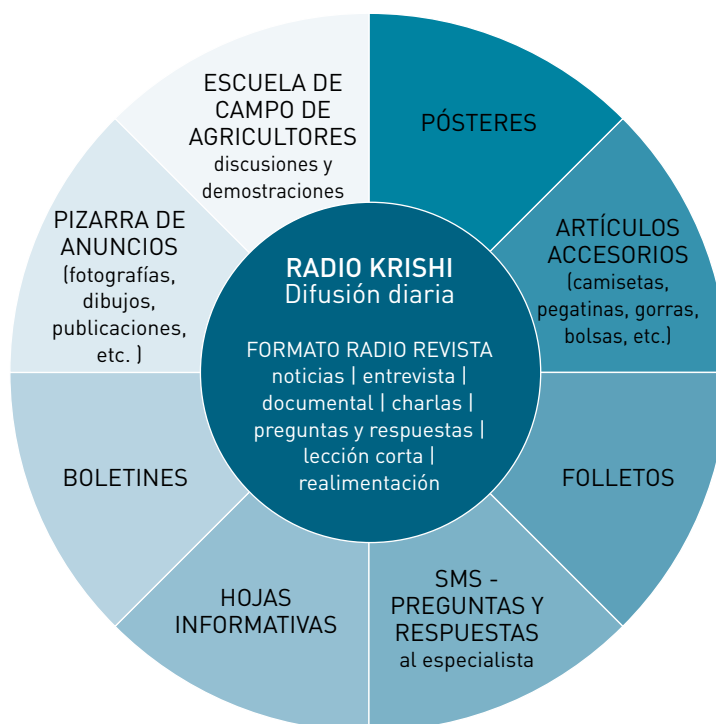 ESCUELA DE
CAMPO DE
AGRICULTORES
discusiones y
demostraciones
PÓSTERES
ARTÍCULOS
ACCESORIOS
(camisetas,
pegatinas, gorras,
bolsas, etc.)
FOLLETOS
SMS -
PREGUNTAS Y
RESPUESTAS
al especialista
HOJAS
INFORMATIVAS
BOLETINES
PIZARRA DE
ANUNCIOS
(fotografías,
dibujos,
publicaciones,
etc. )
RADIO KRISHI
Difusión diaria
FORMATO RADIO REVISTA
noticias | entrevista |
documental | charlas |
preguntas y respuestas |
lección corta |
realimentación